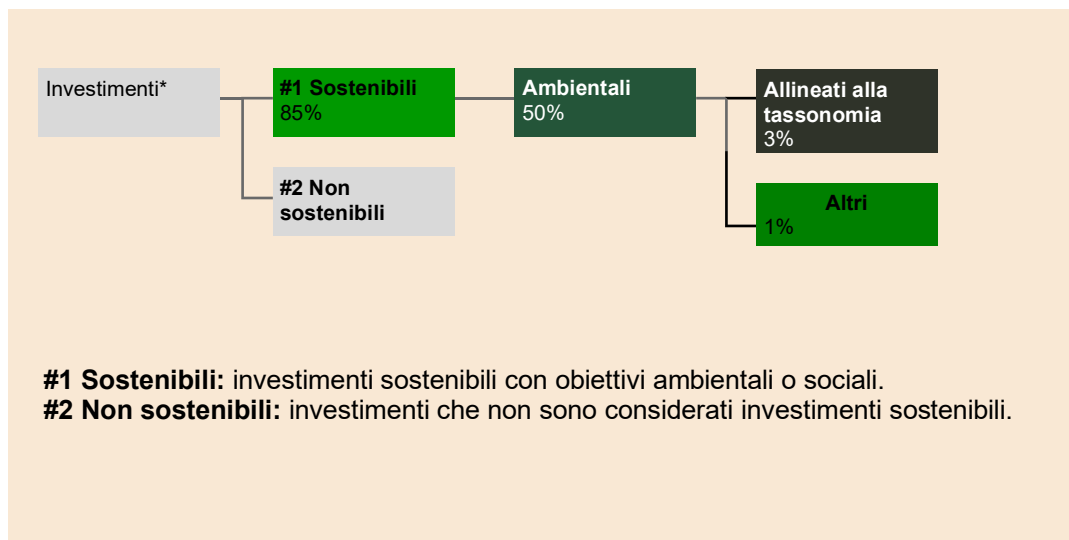 Investimenti*
#1 Sostenibili
85%
Ambientali
50%
Allineati alla
tassonomia
3%
#2 Non
sostenibili
Altri
1%
#1 Sostenibili: investimenti sostenibili con obiettivi ambientali o sociali.
#2 Non sostenibili: investimenti che non sono considerati investimenti sostenibili.